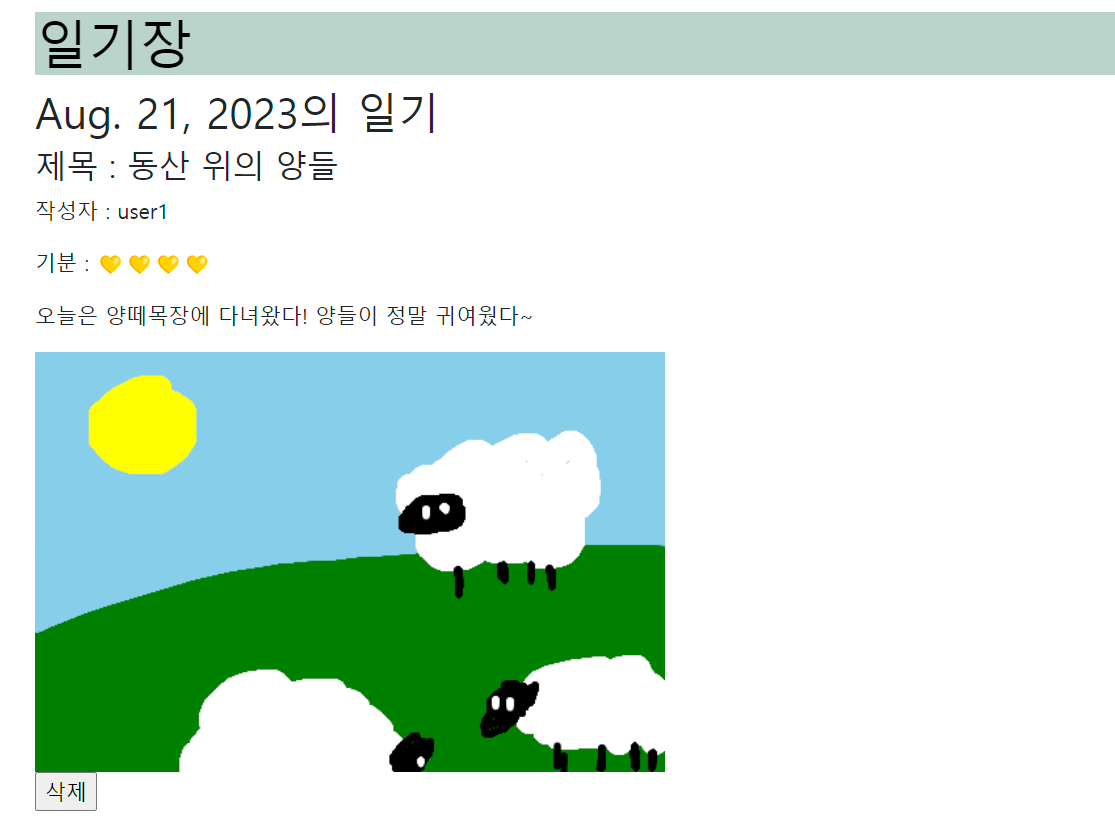 일기장
Aug. 21, 2023의 일기
제목 : 동산 위의 양들
작성자 : user1
기분 : 💛 💛 💛 💛
오늘은 양떼목장에 다녀왔다! 양들이 정말 귀여웠다~
삭제